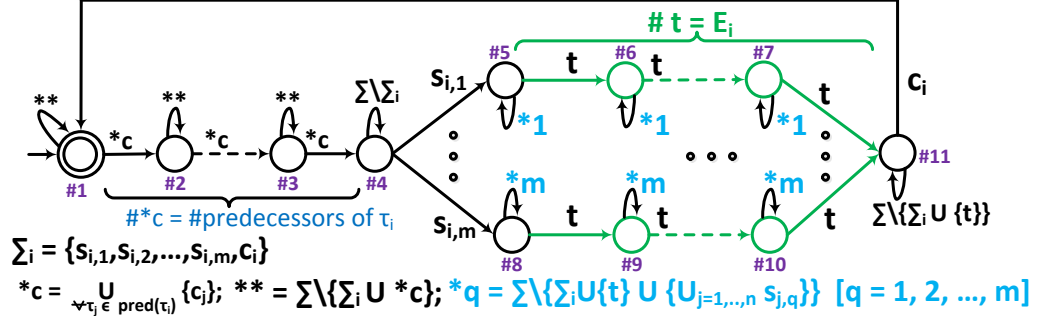 # t = Eᵢ
#5 #6 #7
t t
sᵢ,₁ cᵢ
** ** ** ∑\∑ᵢ *1 *1 *1 t
*c *c *c
#1 #2 #3 #4 #11
*m *m *m
#*c = #predecessors of τᵢ sᵢ,ₘ t t t ∑\{∑ᵢ U {t}}
#8 #9 #10
∑ᵢ = {sᵢ,₁,sᵢ,₂,...,sᵢ,ₘ,cᵢ}
*c = U ∀τⱼ ϵ pred(τᵢ) {cⱼ}; ** = ∑\{∑ᵢ U *c}; *q = ∑\{∑ᵢU{t} U {Uⱼ₌₁,..,ₙ sⱼ,q}} [q = 1, 2, ..., m]